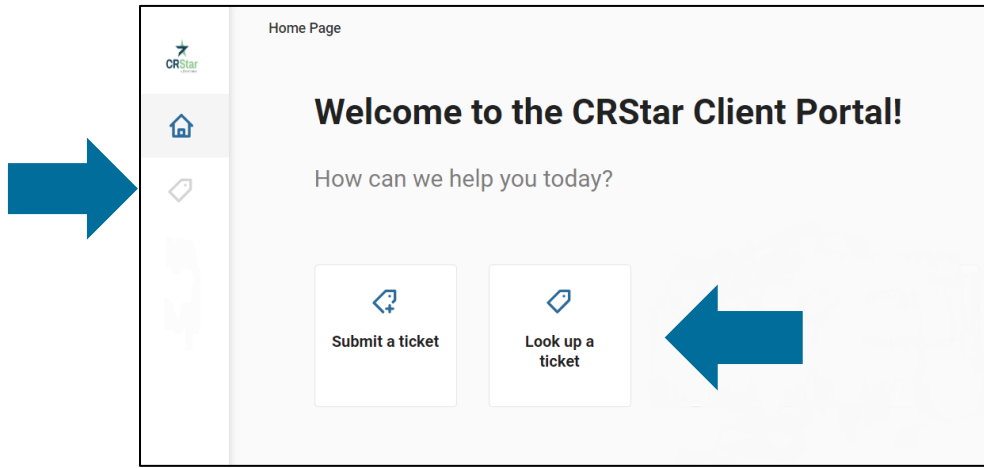 Home Page
CRStar
Welcome to the CRStar Client Portal!
How can we help you today?
Submit a ticket
Look up a
ticket